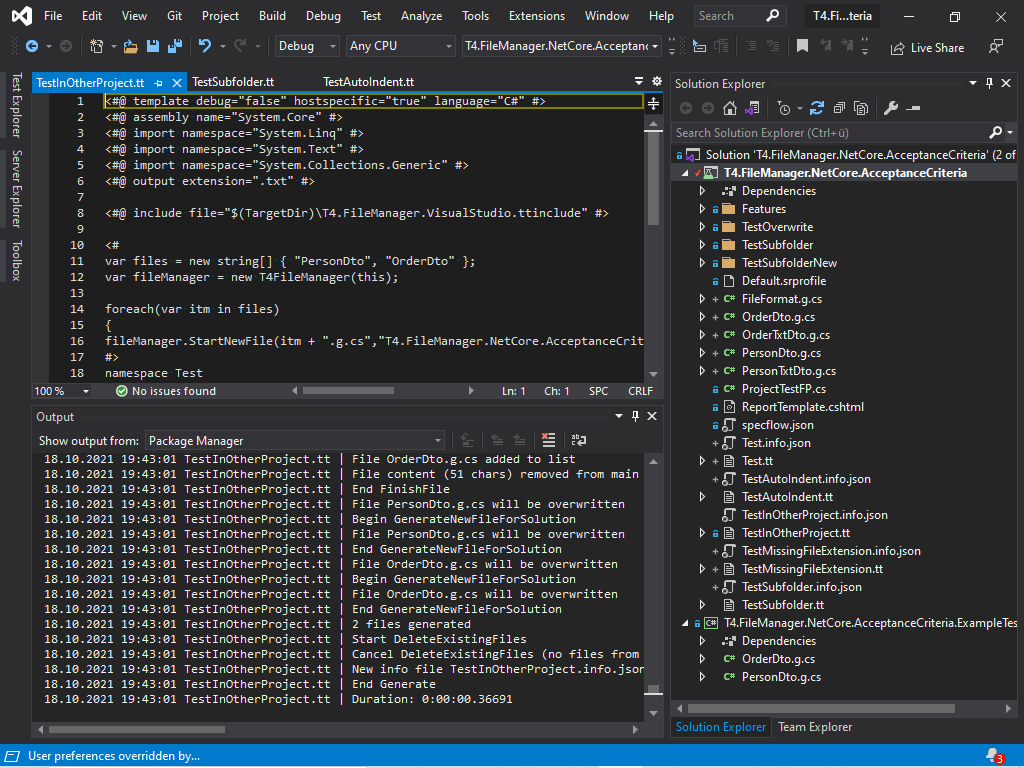 File Edit View Git Project Build Debug Test Analyze Tools Extensions Window Help Search T4.Fi...teria
Debug Any CPU T4.FileManager.NetCore.Acceptanc Live Share
Test Explorer
Server Explorer
Toolbox
TestInOtherProject.tt TestSubfolder.tt TestAutoIndent.tt
1 <#@ template debug="false" hostspecific="true" language="C#" #>
2 <#@ assembly name="System.Core" #>
3 <#@ import namespace="System.Linq" #>
4 <#@ import namespace="System.Text" #>
5 <#@ import namespace="System.Collections.Generic" #>
6 <#@ output extension=".txt" #>
7
8 <#@ include file="$(TargetDir)\T4.FileManager.VisualStudio.ttinclude" #>
9
10 <#
11 var files = new string[] { "PersonDto", "OrderDto" };
12 var fileManager = new T4FileManager(this);
13
14 foreach(var itm in files)
15 {
16 fileManager.StartNewFile(itm + ".g.cs","T4.FileManager.NetCore.AcceptanceCrit
17 #>
18 namespace Test
100 % No issues found Ln: 1 Ch: 1 SPC CRLF
Output
Show output from: Package Manager
18.10.2021 19:43:01 TestInOtherProject.tt | File OrderDto.g.cs added to list
18.10.2021 19:43:01 TestInOtherProject.tt | File content (51 chars) removed from main
18.10.2021 19:43:01 TestInOtherProject.tt | End FinishFile
18.10.2021 19:43:01 TestInOtherProject.tt | File PersonDto.g.cs will be overwritten
18.10.2021 19:43:01 TestInOtherProject.tt | Begin GenerateNewFileForSolution
18.10.2021 19:43:01 TestInOtherProject.tt | File PersonDto.g.cs will be overwritten
18.10.2021 19:43:01 TestInOtherProject.tt | End GenerateNewFileForSolution
18.10.2021 19:43:01 TestInOtherProject.tt | File OrderDto.g.cs will be overwritten
18.10.2021 19:43:01 TestInOtherProject.tt | Begin GenerateNewFileForSolution
18.10.2021 19:43:01 TestInOtherProject.tt | File OrderDto.g.cs will be overwritten
18.10.2021 19:43:01 TestInOtherProject.tt | End GenerateNewFileForSolution
18.10.2021 19:43:01 TestInOtherProject.tt | 2 files generated
18.10.2021 19:43:01 TestInOtherProject.tt | Start DeleteExistingFiles
18.10.2021 19:43:01 TestInOtherProject.tt | Cancel DeleteExistingFiles (no files from
18.10.2021 19:43:01 TestInOtherProject.tt | New info file TestInOtherProject.info.json
18.10.2021 19:43:01 TestInOtherProject.tt | End Generate
18.10.2021 19:43:01 TestInOtherProject.tt | Duration: 0:00:00.36691
Solution Explorer
Search Solution Explorer (Ctrl+ü)
Solution 'T4.FileManager.NetCore.AcceptanceCriteria' (2 of
T4.FileManager.NetCore.AcceptanceCriteria
Dependencies
Features
TestOverwrite
TestSubfolder
TestSubfolderNew
Default.srprofile
FileFormat.g.cs
OrderDto.g.cs
OrderTxtDto.g.cs
PersonDto.g.cs
PersonTxtDto.g.cs
ProjectTestFP.cs
ReportTemplate.cshtml
specflow.json
Test.info.json
Test.tt
TestAutoIndent.info.json
TestAutoIndent.tt
TestInOtherProject.info.json
TestInOtherProject.tt
TestMissingFileExtension.info.json
TestMissingFileExtension.tt
TestSubfolder.info.json
TestSubfolder.tt
T4.FileManager.NetCore.AcceptanceCriteria.ExampleTes
Dependencies
OrderDto.g.cs
PersonDto.g.cs
Solution Explorer Team Explorer
User preferences overridden by... 3